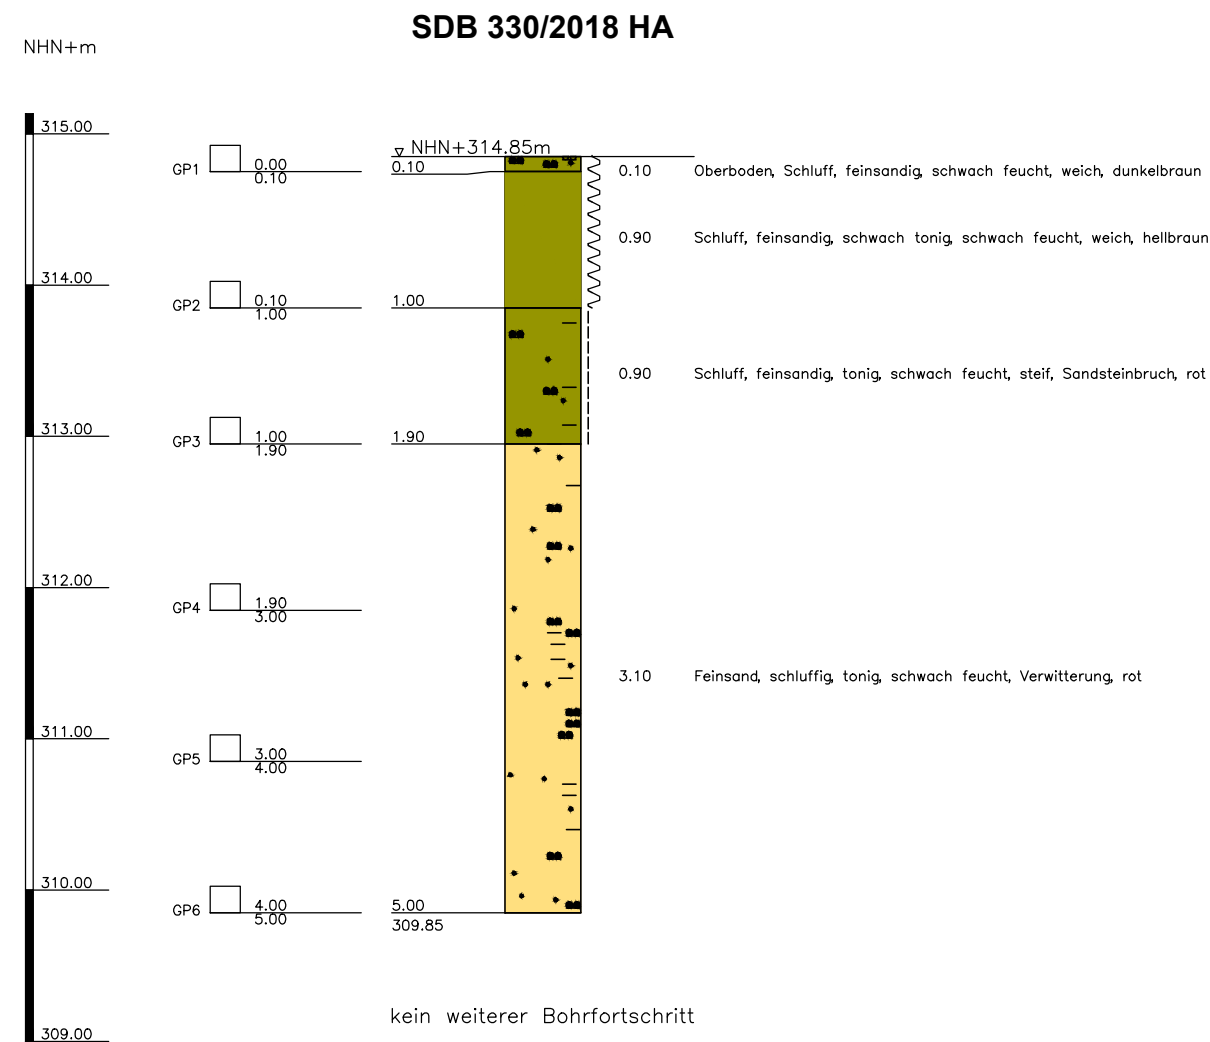 SDB 330/2018 HA
NHN+m
315.00
NHN+314.85m
GP1 0.00 0.10 0.10 Oberboden, Schluff, feinsandig, schwach feucht, weich, dunkelbraun
0.10
0.90 Schluff, feinsandig, schwach tonig, schwach feucht, weich, hellbraun
314.00
GP2 0.10 1.00
1.00
0.90 Schluff, feinsandig, tonig, schwach feucht, steif, Sandsteinbruch, rot
313.00
GP3 1.00 1.90
1.90
312.00
GP4 1.90
3.00
3.10 Feinsand, schluffig, tonig, schwach feucht, Verwitterung, rot
311.00
GP5 3.00
4.00
310.00
GP6 4.00 5.00
5.00 309.85
kein weiterer Bohrfortschritt
309.00